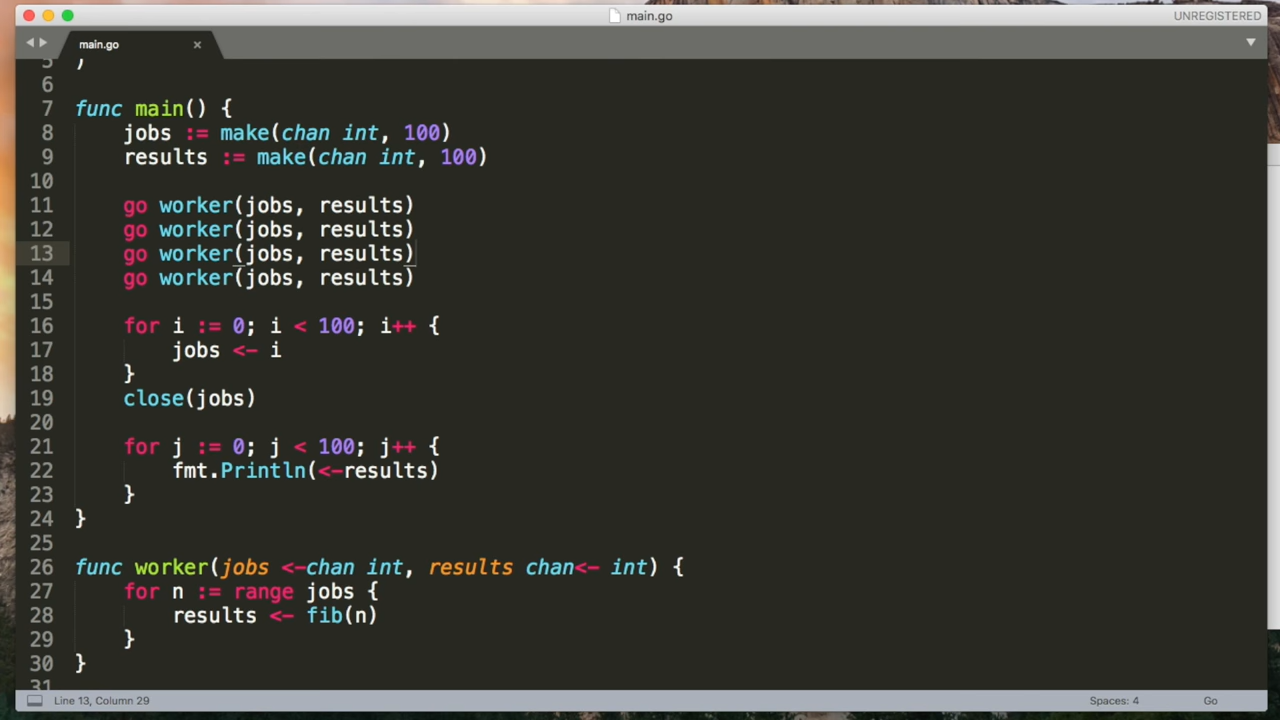 main.go
UNREGISTERED
main.go ×
5 )
6
7 func main() {
8 jobs := make(chan int, 100)
9 results := make(chan int, 100)
10
11 go worker(jobs, results)
12 go worker(jobs, results)
13 go worker(jobs, results)
14 go worker(jobs, results)
15
16 for i := 0; i < 100; i++ {
17 jobs <- i
18 }
19 close(jobs)
20
21 for j := 0; j < 100; j++ {
22 fmt.Println(<-results)
23 }
24 }
25
26 func worker(jobs <-chan int, results chan<- int) {
27 for n := range jobs {
28 results <- fib(n)
29 }
30 }
31
Line 13, Column 29
Spaces: 4
Go